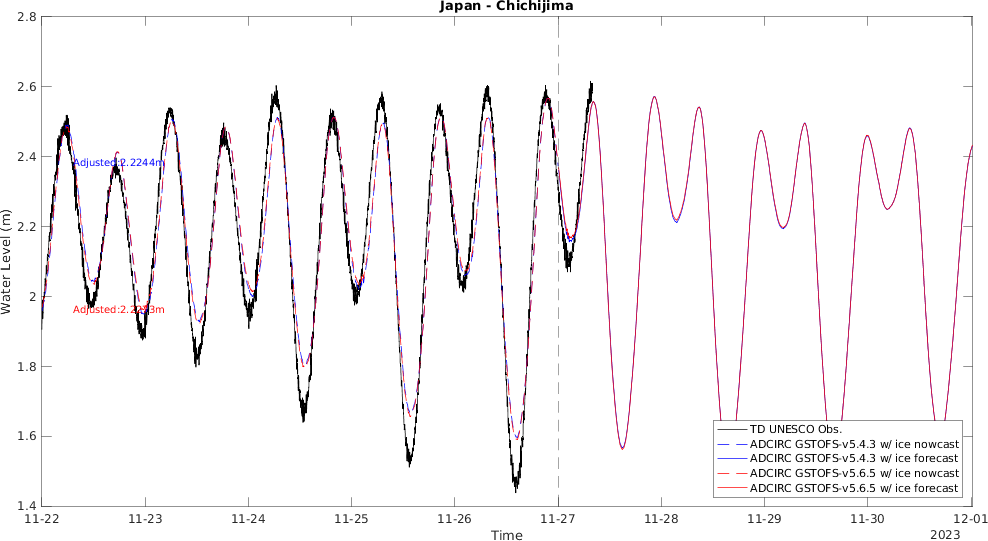 Japan - Chichijima
2.8
2.6
2.4
2.2
2
1.8
1.6
1.4
Water Level (m)
Adjusted:2.2244m
TD UNESCO Obs.
ADCIRC GSTOFS-v5.4.3 w/ ice nowcast
ADCIRC GSTOFS-v5.4.3 w/ ice forecast
ADCIRC GSTOFS-v5.6.5 w/ ice nowcast
ADCIRC GSTOFS-v5.6.5 w/ ice forecast
11-22
11-23
11-24
11-25
11-26
11-27
11-28
11-29
11-30
12-01
Time
2023